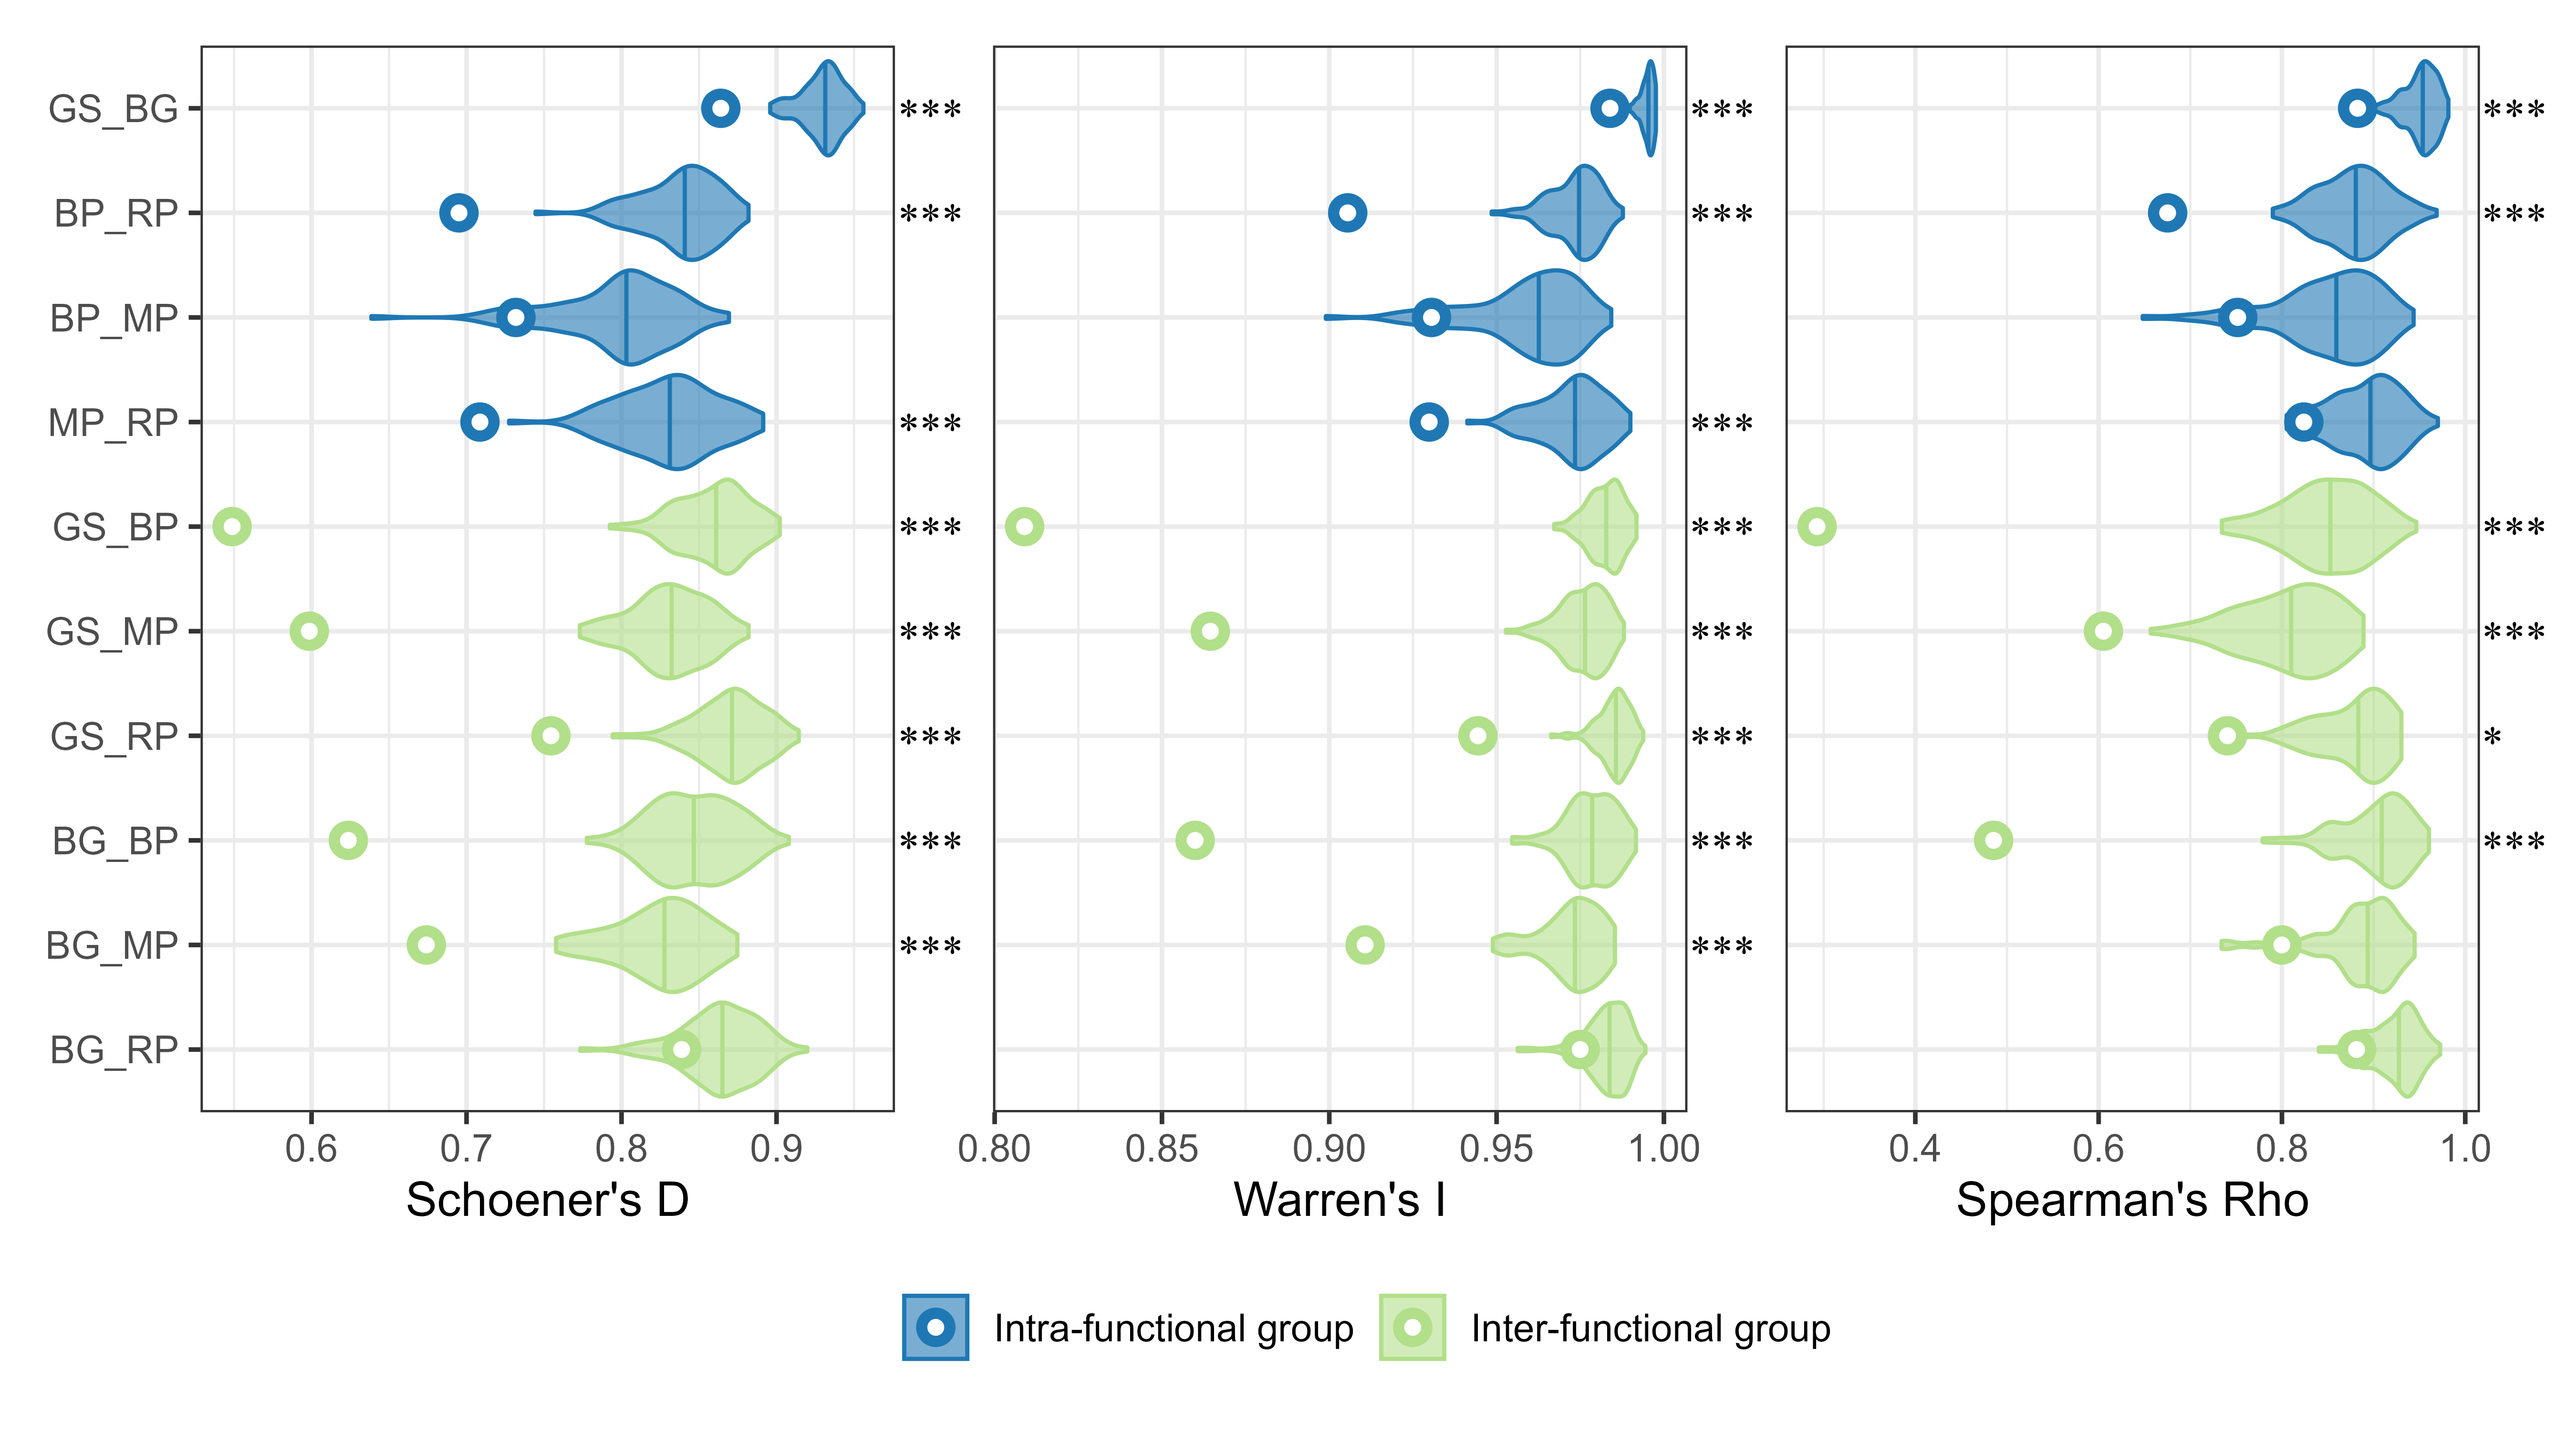 GS_BG *** *** ***
BP_RP *** *** ***
BP_MP
MP_RP *** ***
GS_BP *** *** ***
GS_MP *** *** ***
GS_RP *** *** *
BG_BP *** *** ***
BG_MP *** ***
BG_RP
0.6 0.7 0.8 0.9 0.80 0.85 0.90 0.95 1.00 0.4 0.6 0.8 1.0
Schoener's D Warren's I Spearman's Rho
Intra-functional group Inter-functional group